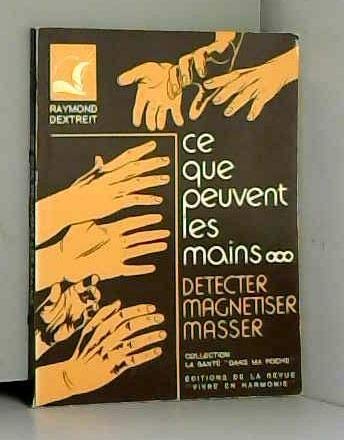 RAYMOND
DEXTREIT
ce
que
peuvent
les
mains...
DETECTER
MAGNETISER
MASSER
COLLECTION
LA SANTÉ "DANS MA POCHE"
EDITIONS DE LA REVUE
"VIVRE EN HARMONIE"